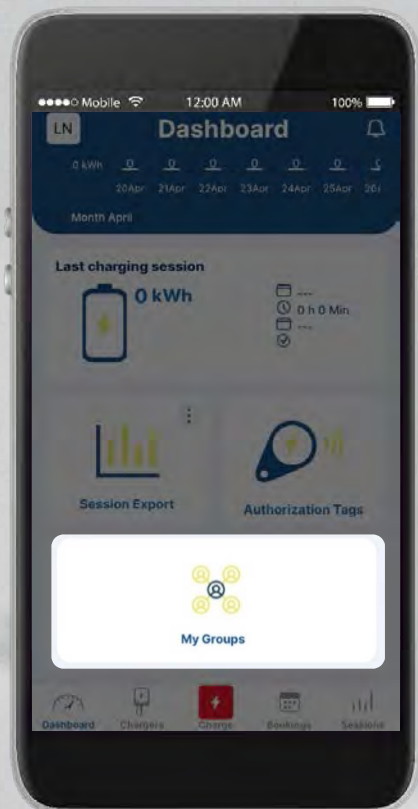 Mobile 12:00 AM 100%
LN Dashboard
0 kWh 0 0 0 0 0 0
20Apr 21Apr 22Apr 23Apr 24Apr 25Apr
Month April
Last charging session
0 kWh
---
0 h 0 Min
---
Session Export
Authorization Tags
My Groups
Dashboard Chargers Charge Bookings Sessions